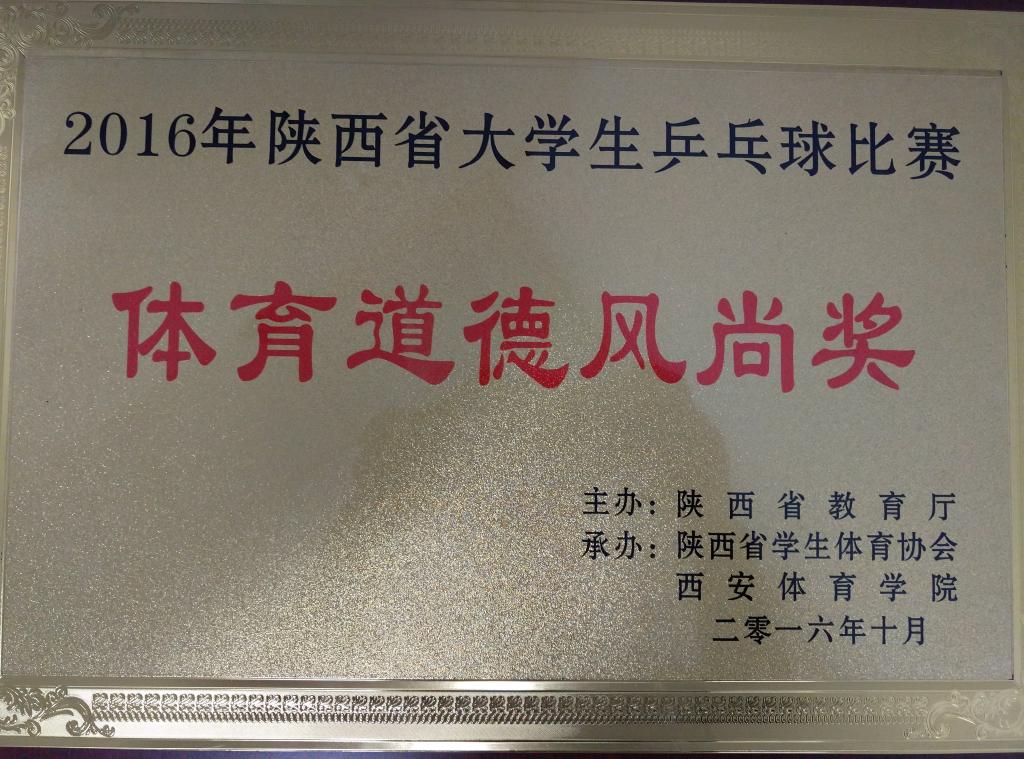 2016年陕西省大学生乒乓球比赛
体育道德风尚奖
主办：陕西省教育厅
承办：陕西省学生体育协会
西安体育学院
二零一六年十月